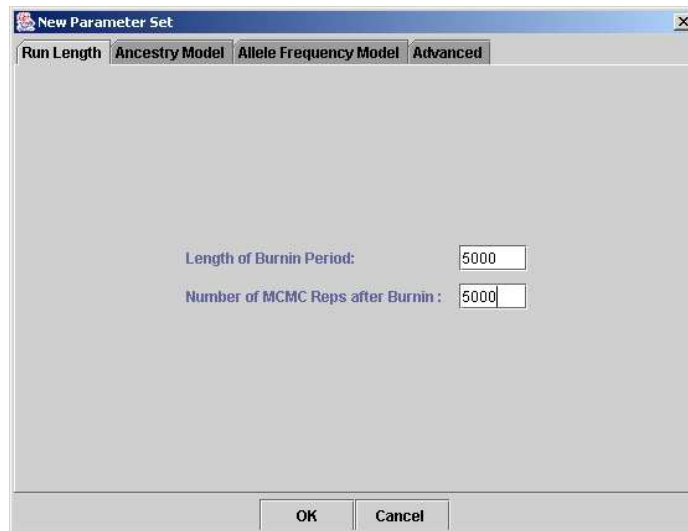 New Parameter Set
Run Length Ancestry Model Allele Frequency Model Advanced
Length of Burnin Period: 5000
Number of MCMC Reps after Burnin : 5000
OK Cancel